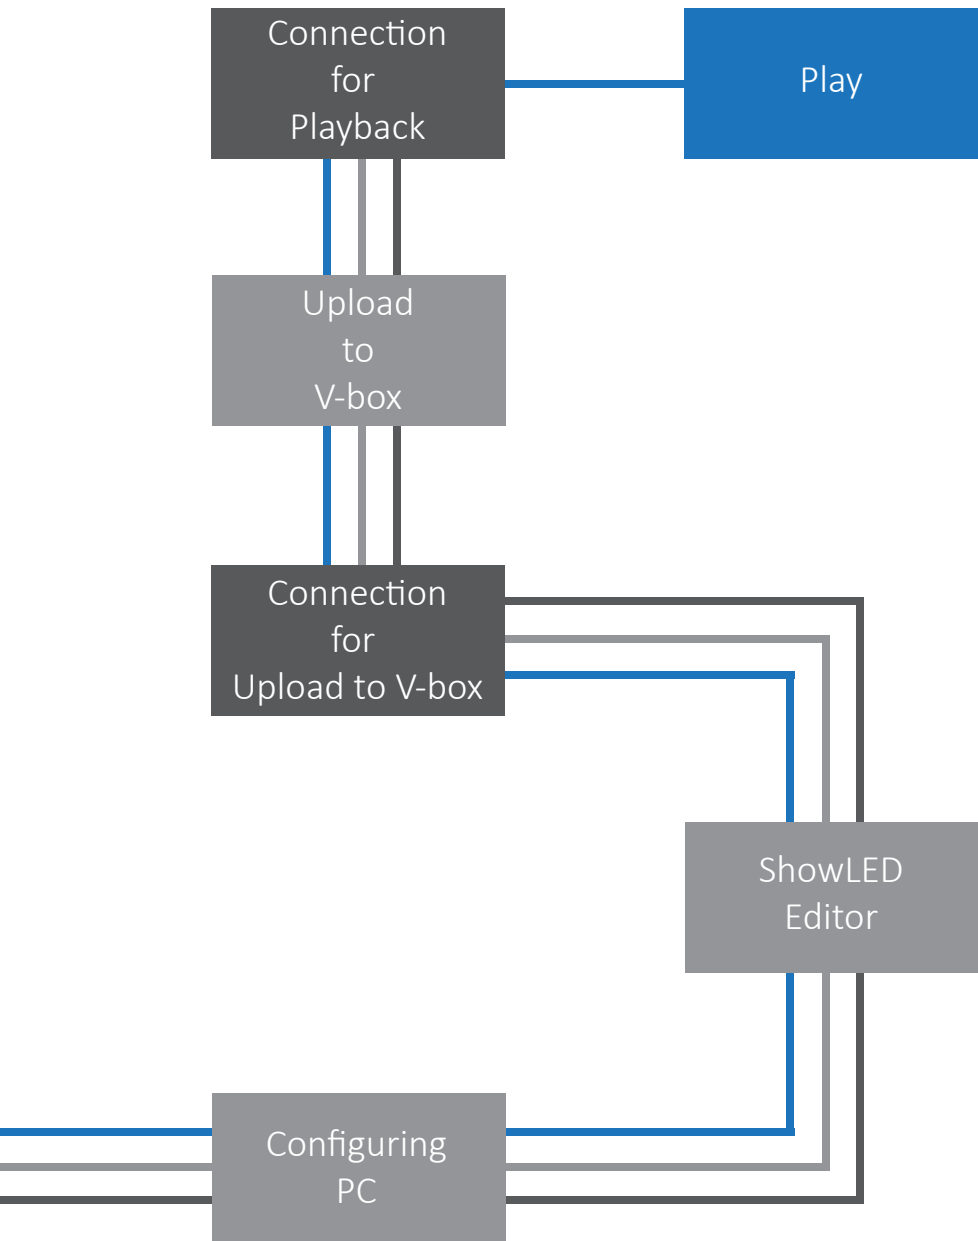 Connection
for
Playback
Play
Upload
to
V-box
Connection
for
Upload to V-box
ShowLED
Editor
Configuring
PC